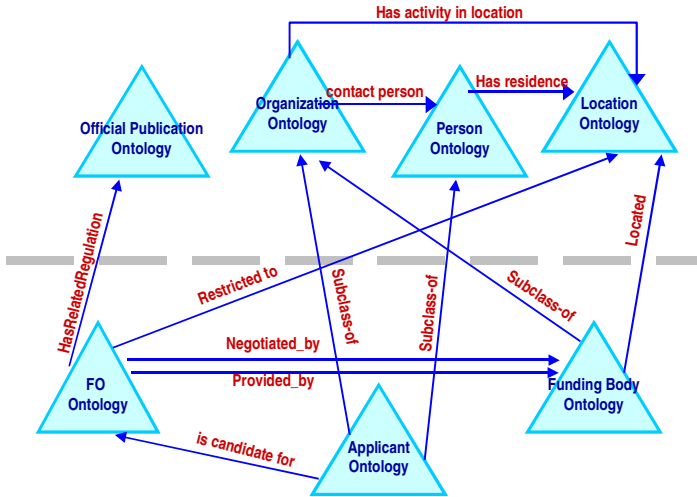 Has activity in location
contact person
Has residence
Organization
Ontology
Person
Ontology
Location
Ontology
Official Publication
Ontology
HasRelatedRegulation
Restricted to
Subclass-of
Subclass-of
Subclass-of
Located
Negotiated_by
Provided_by
FO
Ontology
Funding Body
Ontology
is candidate for
Applicant
Ontology